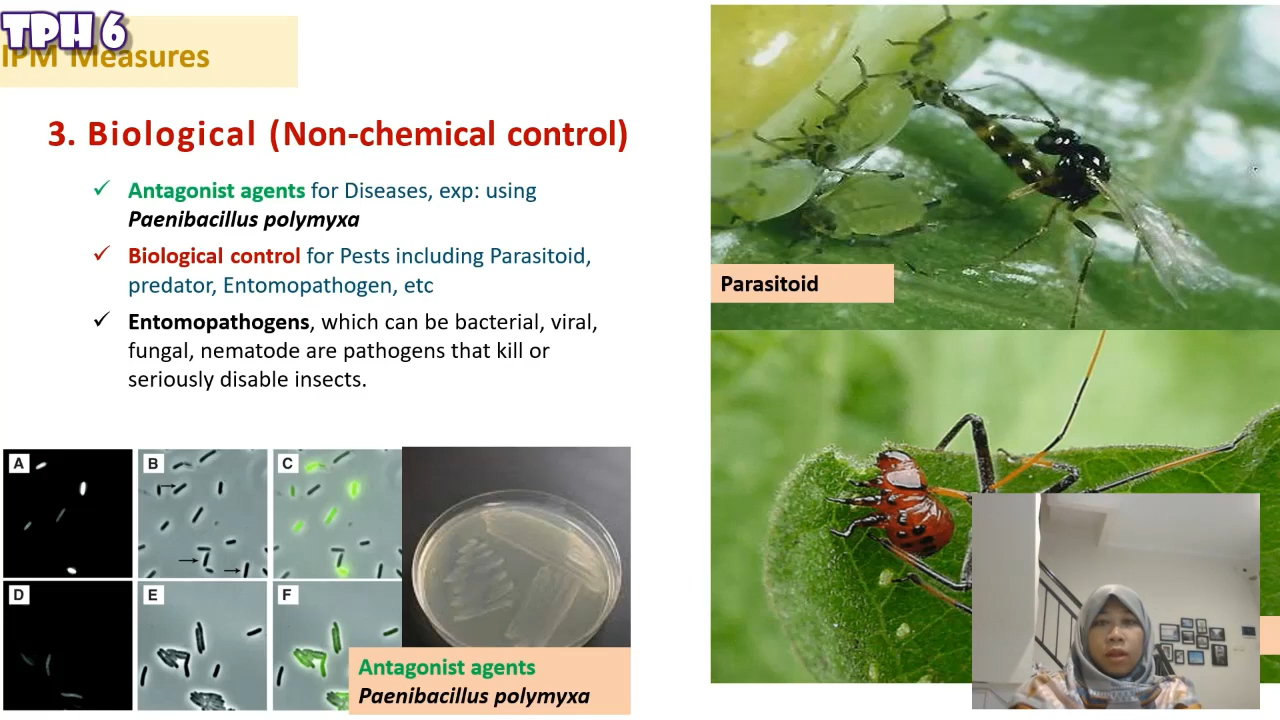 TPH 6
IPM Measures
3. Biological (Non-chemical control)
✓ Antagonist agents for Diseases, exp: using
Paenibacillus polymyxa
✓ Biological control for Pests including Parasitoid,
predator, Entomopathogen, etc
✓ Entomopathogens, which can be bacterial, viral,
fungal, nematode are pathogens that kill or
seriously disable insects.
Parasitoid
A
B
C
D
E
F
Antagonist agents
Paenibacillus polymyxa